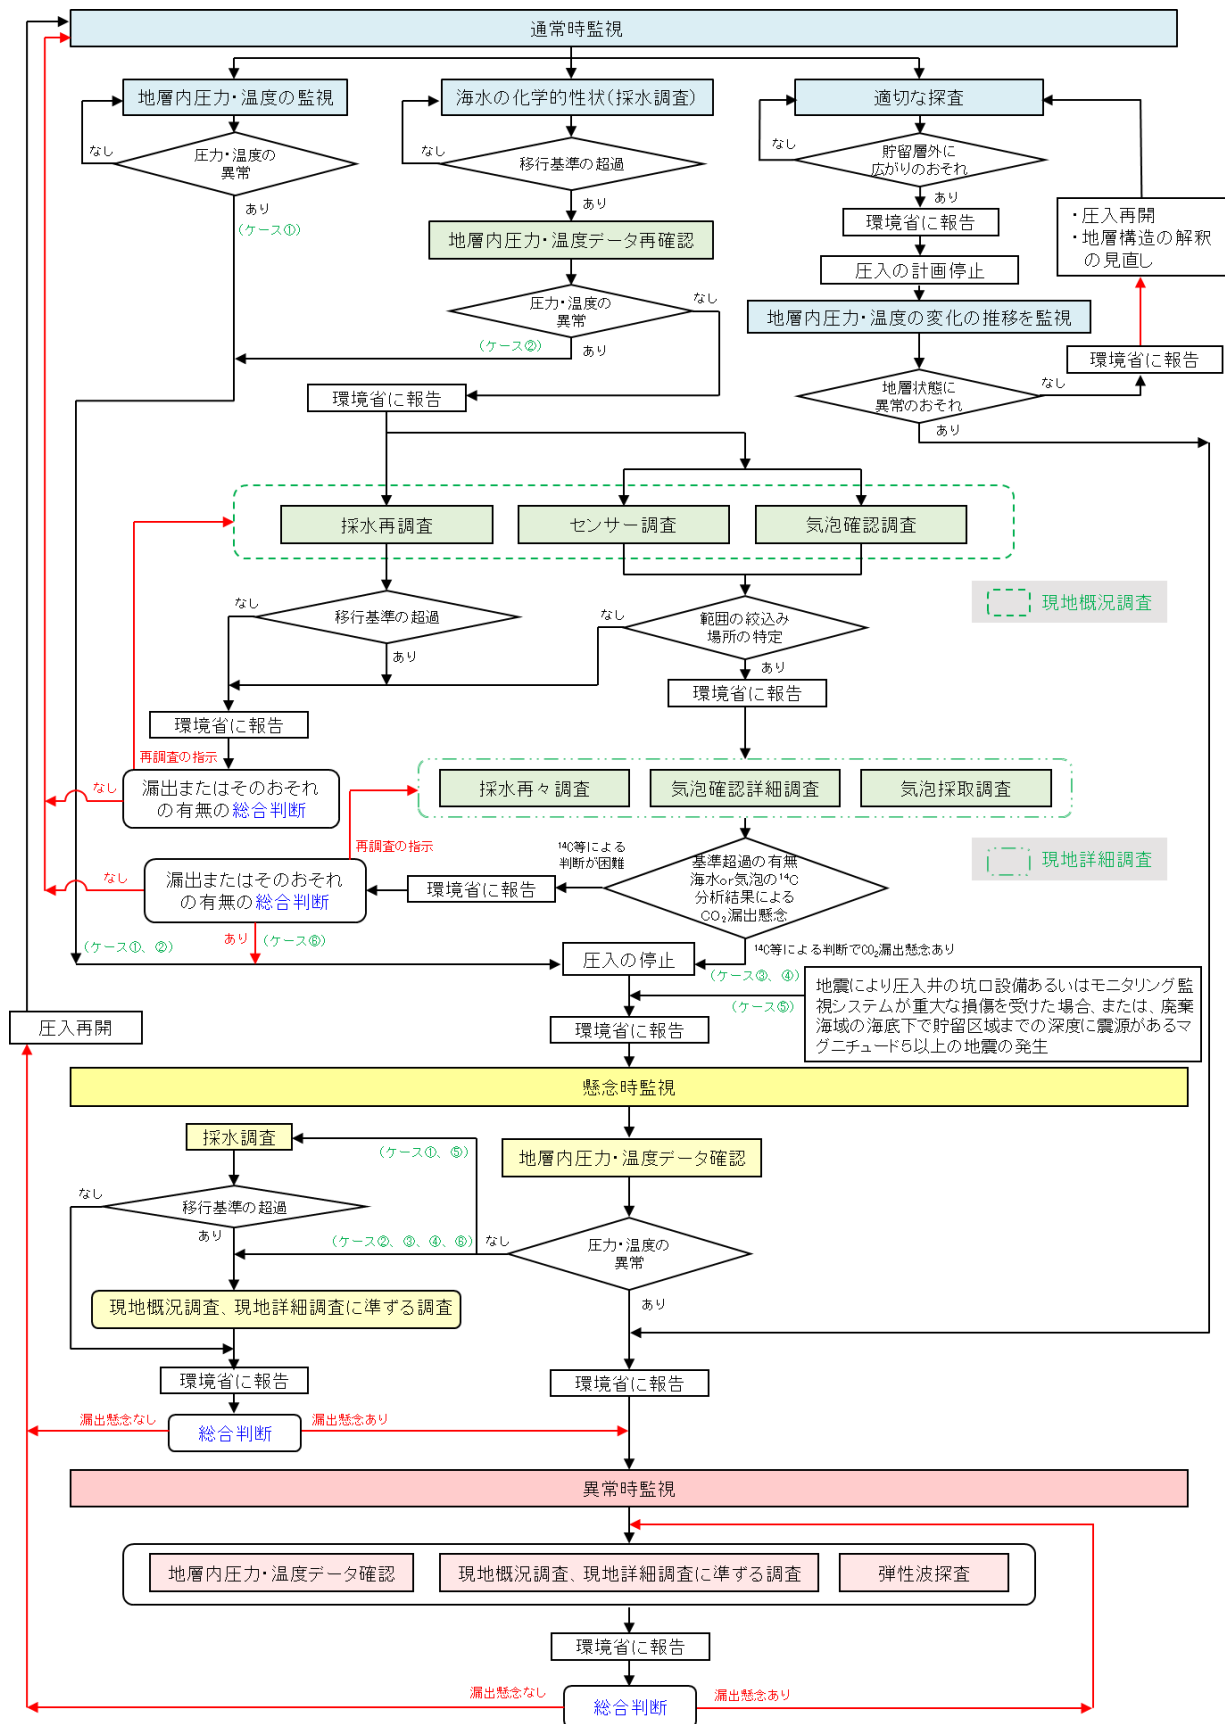 通常時監視
地層内圧力・温度の監視
海水の化学的性状(採水調査)
適切な探査
なし
圧力・温度の
異常
なし
移行基準の超過
なし
貯留層外に
広がりのおそれ
あり
(ケース①)
あり
あり
環境省に報告
・圧入再開
・地層構造の解釈
の見直し
地層内圧力・温度データ再確認
圧入の計画停止
圧力・温度の
異常
なし
地層内圧力・温度の変化の推移を監視
(ケース②)
あり
環境省に報告
環境省に報告
地層状態に
異常のおそれ
なし
あり
採水再調査
センサー調査
気泡確認調査
現地概況調査
なし
移行基準の超過
なし
範囲の絞込み
場所の特定
あり
あり
環境省に報告
環境省に報告
再調査の指示
なし
漏出またはそのおそれ
の有無の総合判断
採水再々調査
気泡確認詳細調査
気泡採取調査
再調査の指示
¹⁴C等による
判断が困難
基準超過の有無
海水or気泡の¹⁴C
分析結果による
CO₂漏出懸念
現地詳細調査
なし
漏出またはそのおそれ
の有無の総合判断
環境省に報告
あり
(ケース⑥)
(ケース①、②)
圧入の停止
¹⁴C等による判断でCO₂漏出懸念あり
(ケース③、④)
(ケース⑤)
地震により圧入井の坑口設備あるいはモニタリング監
視システムが重大な損傷を受けた場合、または、廃棄
海域の海底下で貯留区域までの深度に震源があるマ
グニチュード5以上の地震の発生
圧入再開
環境省に報告
懸念時監視
採水調査
(ケース①、⑤)
地層内圧力・温度データ確認
なし
移行基準の超過
あり
(ケース②、③、④、⑥)
なし
圧力・温度の
異常
あり
現地概況調査、現地詳細調査に準ずる調査
環境省に報告
環境省に報告
漏出懸念なし
総合判断
漏出懸念あり
異常時監視
地層内圧力・温度データ確認
現地概況調査、現地詳細調査に準ずる調査
弾性波探査
環境省に報告
漏出懸念なし
総合判断
漏出懸念あり